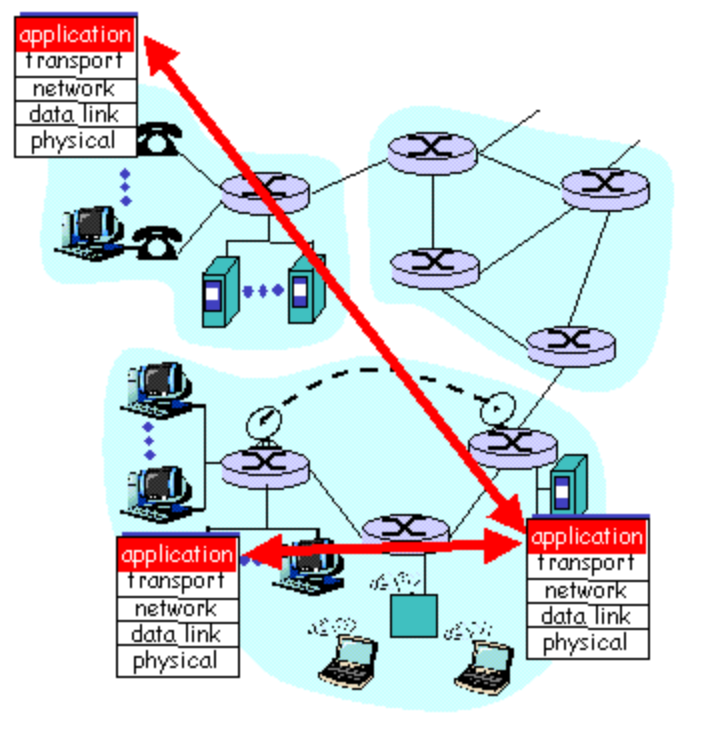 application
transport
network
data link
physical
application
transport
network
data link
physical
application
transport
network
data link
physical